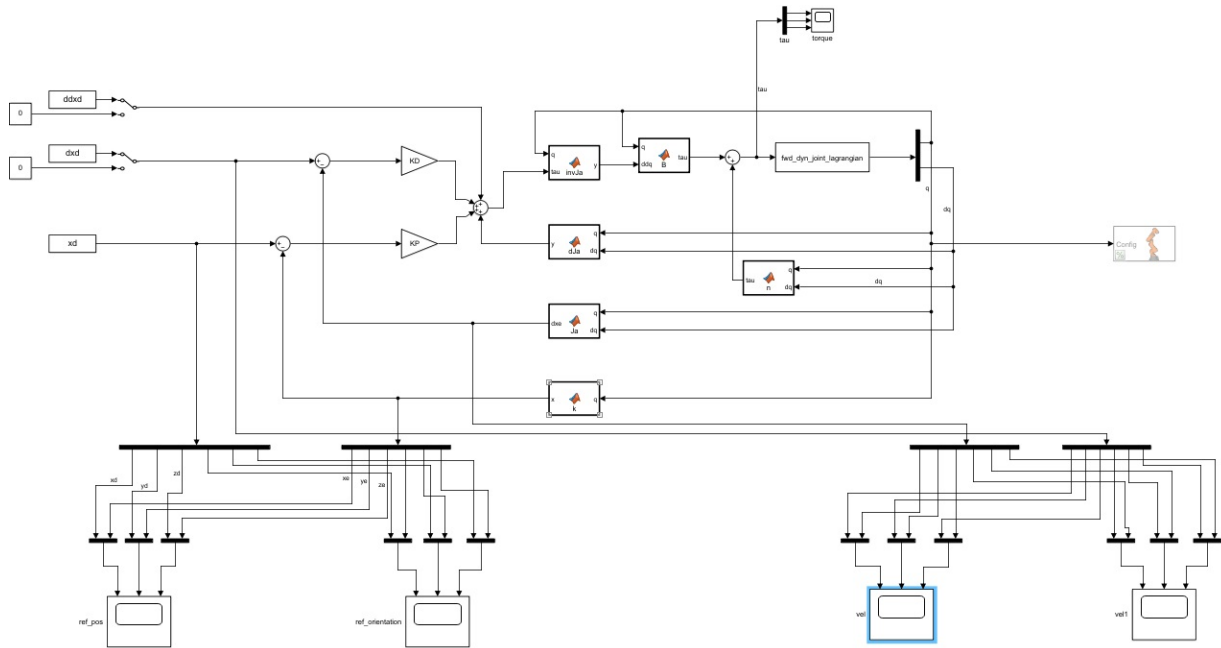 tau
torque
tau
ddxd
0
dxd
0
KD
q
tau
invJa
y
q
ddq
B
tau
fwd_dyn_joint_lagrangian
q
dq
xd
KP
y
dJa
q
dq
Config
tau
n
q
dq
dq
dxe
Ja
q
dq
x
k
q
xd
yd
zd
xe
ye
ze
ref_pos
ref_orientation
vel
vel1